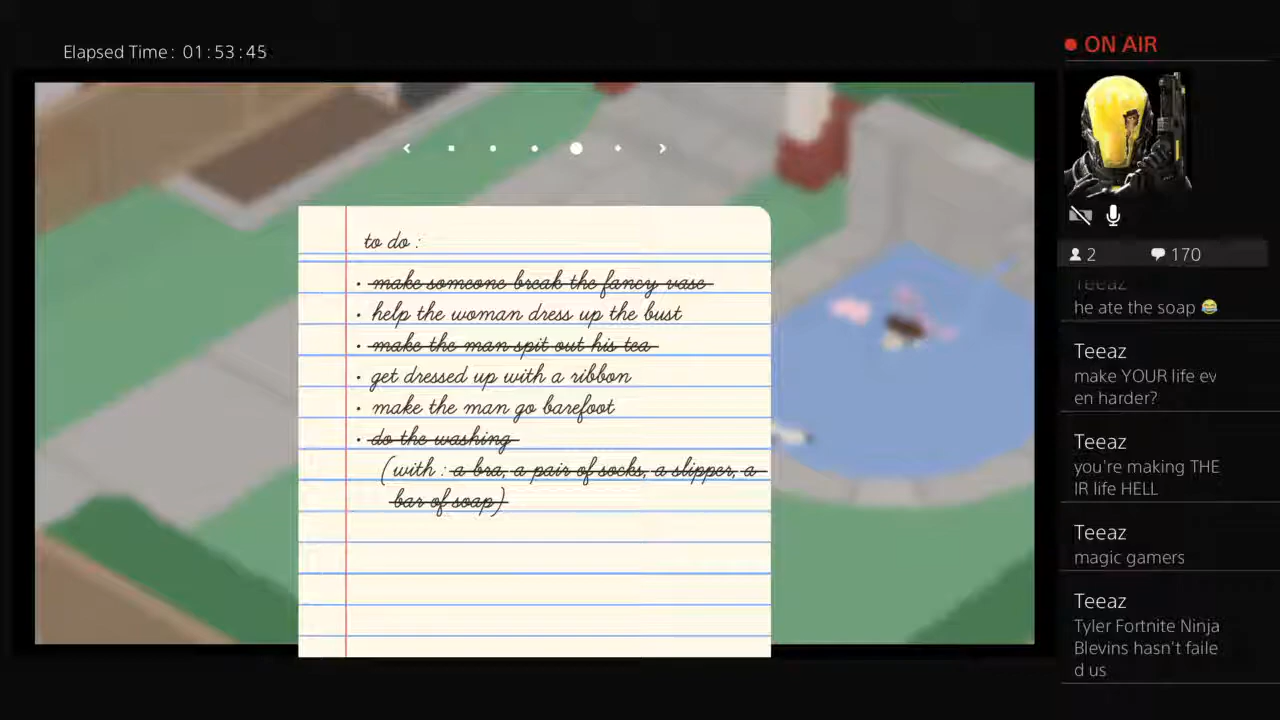 Elapsed Time: 01:53:45
ON AIR
to do :
• make someone break the fancy vase
• help the woman dress up the bust
• make the man spit out his tea
• get dressed up with a ribbon
• make the man go barefoot
• do the washing
(with : a bra, a pair of socks, a slipper, a
bar of soap)
2 170
Teeaz
he ate the soap 😂
Teeaz
make YOUR life ev
en harder?
Teeaz
you're making THE
IR life HELL
Teeaz
magic gamers
Teeaz
Tyler Fortnite Ninja
Blevins hasn't faile
d us